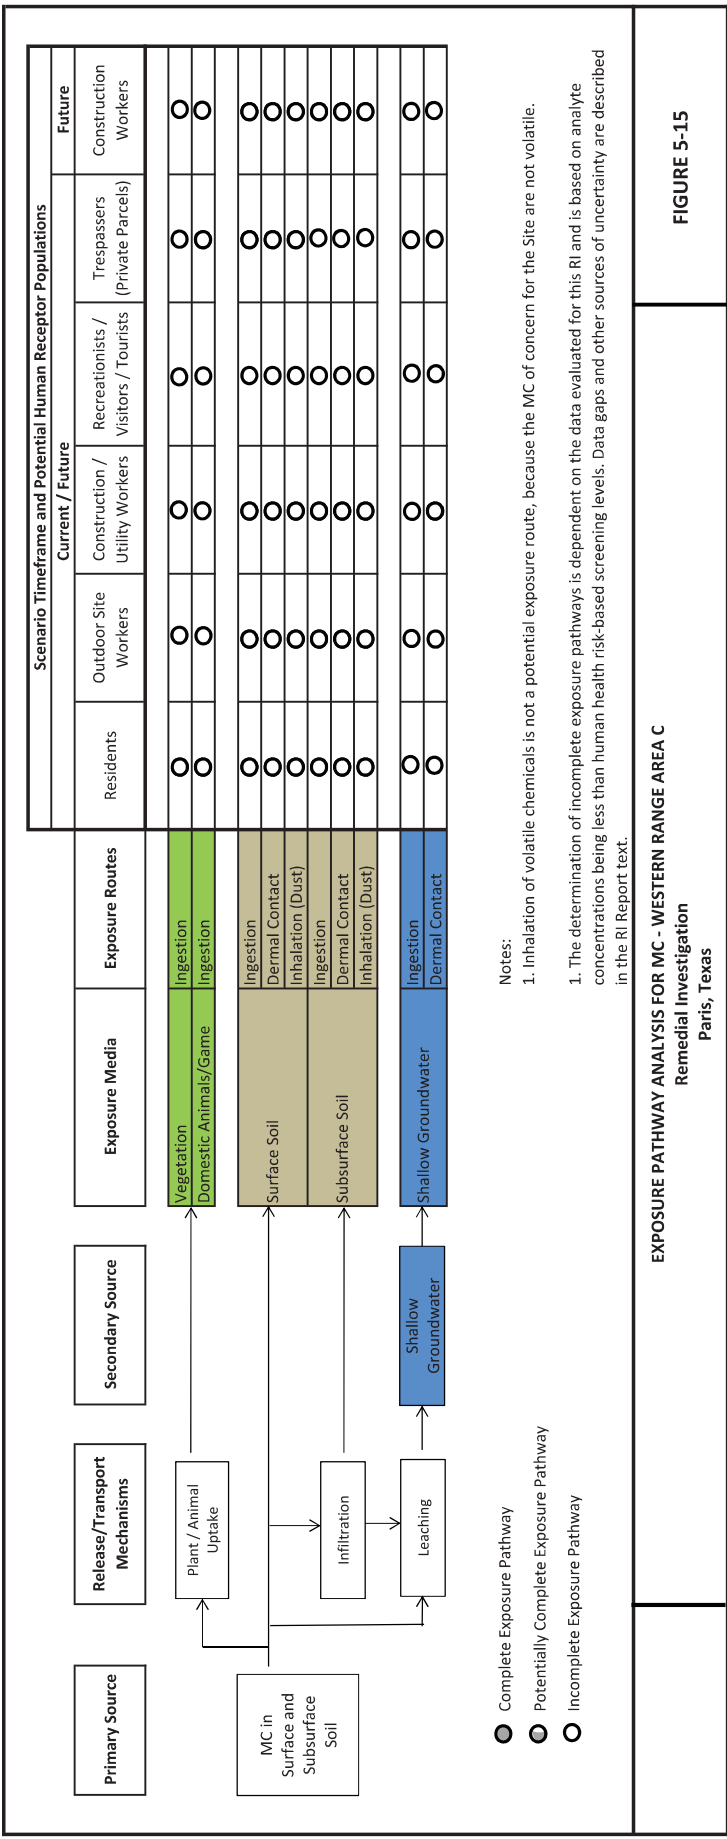 Scenario Timeframe and Potential Human Receptor Populations
Current / Future
Future
Primary Source
Release/Transport
Mechanisms
Secondary Source
Exposure Media
Exposure Routes
Residents
Outdoor Site
Workers
Construction /
Utility Workers
Recreationists /
Visitors / Tourists
Trespassers
(Private Parcels)
Construction
Workers
Plant / Animal
Uptake
Vegetation
Ingestion
Domestic Animals/Game
Ingestion
MC in
Surface and
Subsurface
Soil
Surface Soil
Ingestion
Dermal Contact
Inhalation (Dust)
Infiltration
Subsurface Soil
Ingestion
Dermal Contact
Inhalation (Dust)
Leaching
Shallow
Groundwater
Shallow Groundwater
Ingestion
Dermal Contact
Complete Exposure Pathway
Potentially Complete Exposure Pathway
Incomplete Exposure Pathway
Notes:
1. Inhalation of volatile chemicals is not a potential exposure route, because the MC of concern for the Site are not volatile.
1. The determination of incomplete exposure pathways is dependent on the data evaluated for this RI and is based on analyte
concentrations being less than human health risk-based screening levels. Data gaps and other sources of uncertainty are described
in the RI Report text.
EXPOSURE PATHWAY ANALYSIS FOR MC - WESTERN RANGE AREA C
Remedial Investigation
Paris, Texas
FIGURE 5-15